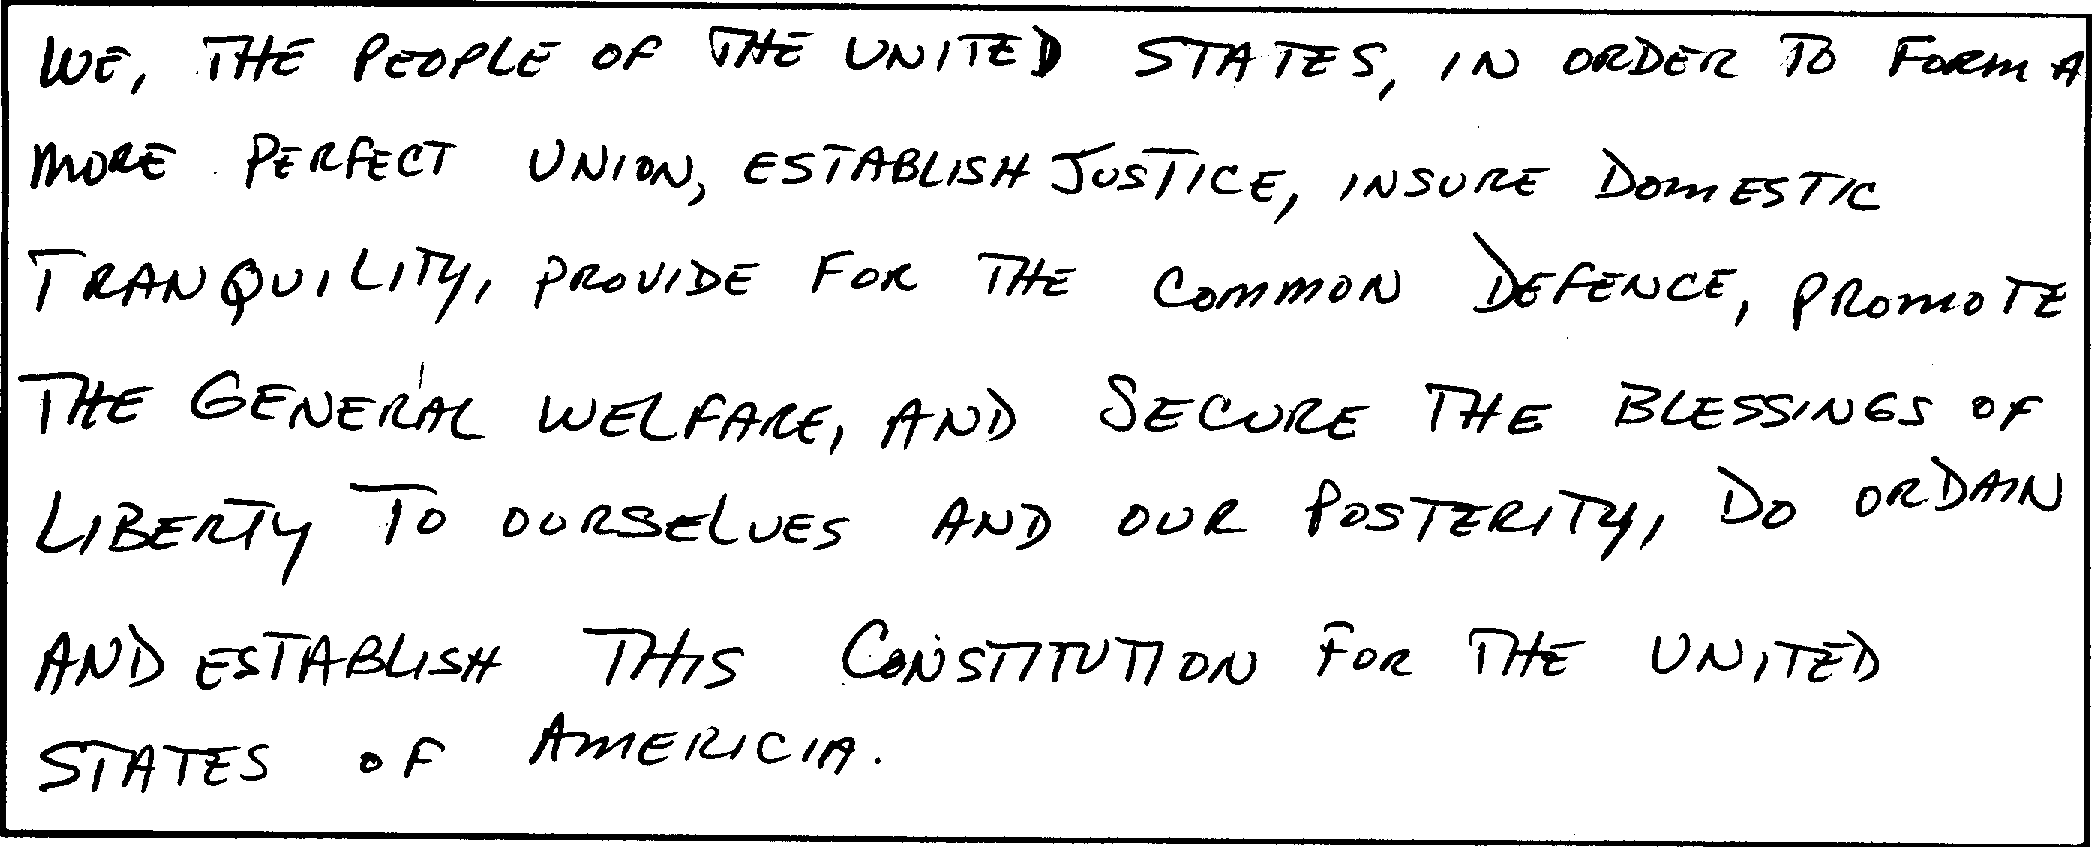 WE, THE PEOPLE OF THE UNITED STATES, IN ORDER TO FORM A
MORE PERFECT UNION, ESTABLISH JUSTICE, INSURE DOMESTIC
TRANQUILITY, PROVIDE FOR THE COMMON DEFENCE, PROMOTE
THE GENERAL WELFARE, AND SECURE THE BLESSINGS OF
LIBERTY TO OURSELVES AND OUR POSTERITY, DO ORDAIN
AND ESTABLISH THIS CONSTITUTION FOR THE UNITED
STATES OF AMERICIA.